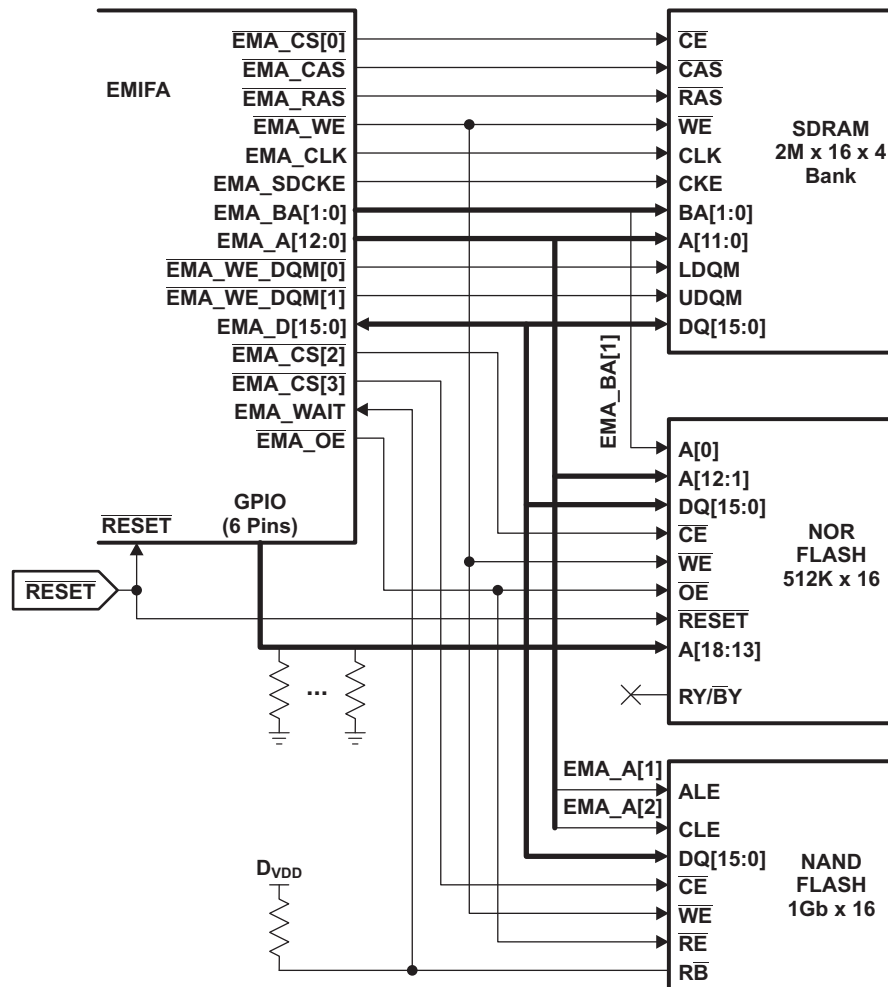 EMIFA
EMA_CS[0]
EMA_CAS
EMA_RAS
EMA_WE
EMA_CLK
EMA_SDCKE
EMA_BA[1:0]
EMA_A[12:0]
EMA_WE_DQM[0]
EMA_WE_DQM[1]
EMA_D[15:0]
EMA_CS[2]
EMA_CS[3]
EMA_WAIT
EMA_OE
GPIO
(6 Pins)
RESET
RESET
CE
CAS
RAS
WE
CLK
CKE
BA[1:0]
A[11:0]
LDQM
UDQM
DQ[15:0]
SDRAM
2M x 16 x 4
Bank
EMA_BA[1]
A[0]
A[12:1]
DQ[15:0]
CE
WE
OE
RESET
A[18:13]
RY/BY
NOR
FLASH
512K x 16
...
EMA_A[1]
EMA_A[2]
ALE
CLE
DQ[15:0]
CE
WE
RE
RB
NAND
FLASH
1Gb x 16
DVDD